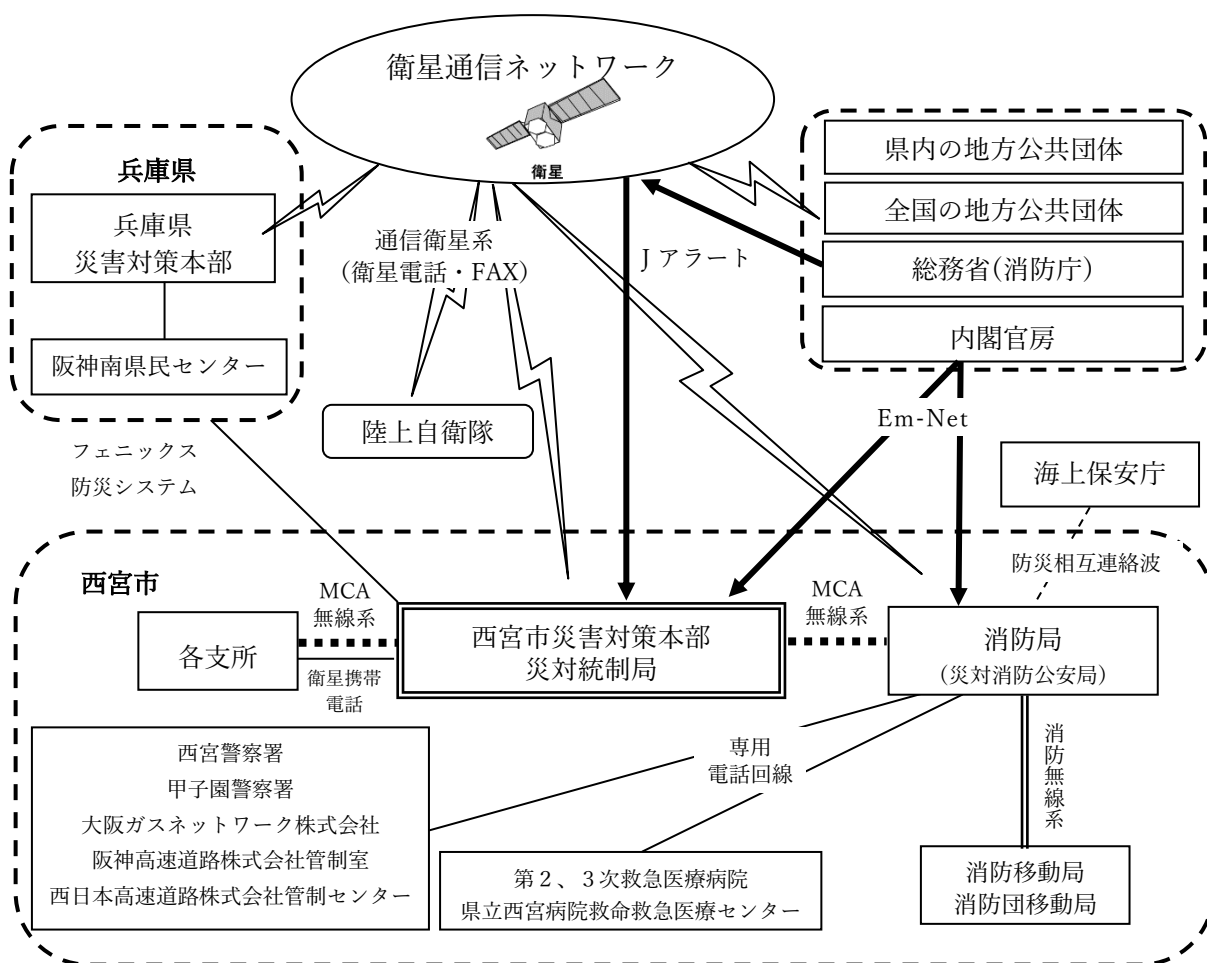 衛星通信ネットワーク
衛星
兵庫県
兵庫県
災害対策本部
阪神南県民センター
通信衛星系
(衛星電話・FAX)
J アラート
県内の地方公共団体
全国の地方公共団体
総務省(消防庁)
内閣官房
陸上自衛隊
Em-Net
フェニックス
防災システム
海上保安庁
防災相互連絡波
西宮市
MCA
無線系
各支所
衛星携帯
電話
西宮市災害対策本部
災対統制局
MCA
無線系
消防局
(災対消防公安局)
西宮警察署
甲子園警察署
大阪ガスネットワーク株式会社
阪神高速道路株式会社管制室
西日本高速道路株式会社管制センター
専用
電話回線
第２、３次救急医療病院
県立西宮病院救命救急医療センター
消防無線系
消防移動局
消防団移動局